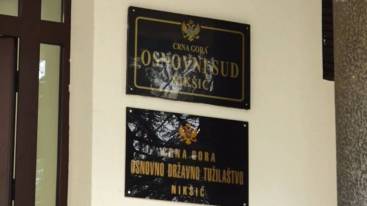 CRNA GORA
OSNOVNI SUD
NIKŠIĆ
CRNA GORA
OSNOVNO DRŽAVNO TUŽILAŠTVO
NIKŠIĆ